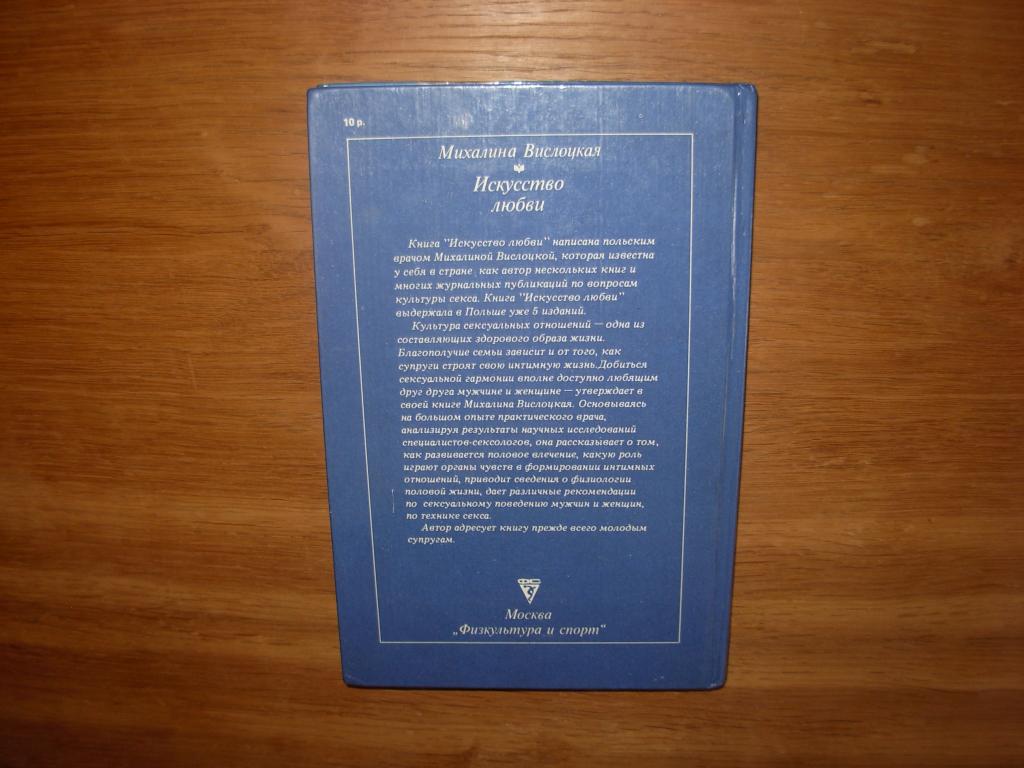 10 р.
Михалина Вислоцкая
Искусство
любви
Книга "Искусство любви" написана польским
врачом Михалиной Вислоцкой, которая известна
у себя в стране как автор нескольких книг и
многих журнальных публикаций по вопросам
культуры секса. Книга "Искусство любви"
выдержала в Польше уже 5 изданий.
Культура сексуальных отношений — одна из
составляющих здорового образа жизни.
Благополучие семьи зависит и от того, как
супруги строят свою интимную жизнь. Добиться
сексуальной гармонии вполне доступно любящим
друг друга мужчине и женщине — утверждает в
своей книге Михалина Вислоцкая. Основываясь
на большом опыте практического врача,
анализируя результаты научных исследований
специалистов-сексологов, она рассказывает о том,
как развивается половое влечение, какую роль
играют органы чувств в формировании интимных
отношений, приводит сведения о физиологии
половой жизни, дает различные рекомендации
по сексуальному поведению мужчин и женщин,
по технике секса.
Автор адресует книгу прежде всего молодым
супругам.
ФС
Москва
„Физкультура и спорт“